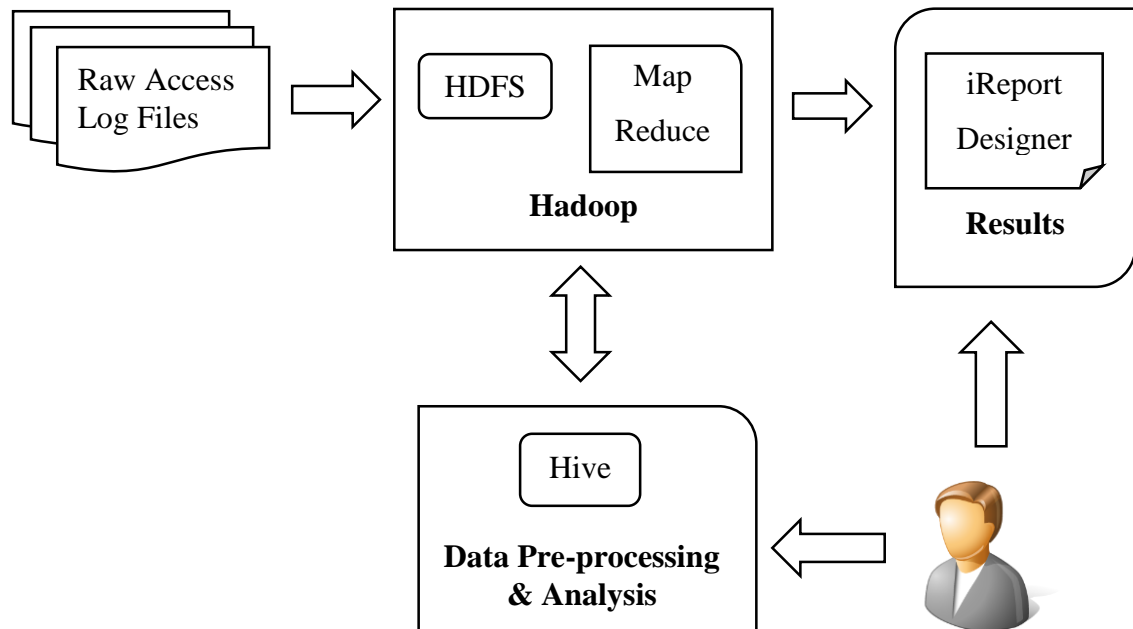 Raw Access
Log Files
HDFS
Map
Reduce
Hadoop
iReport
Designer
Results
Hive
Data Pre-processing
& Analysis